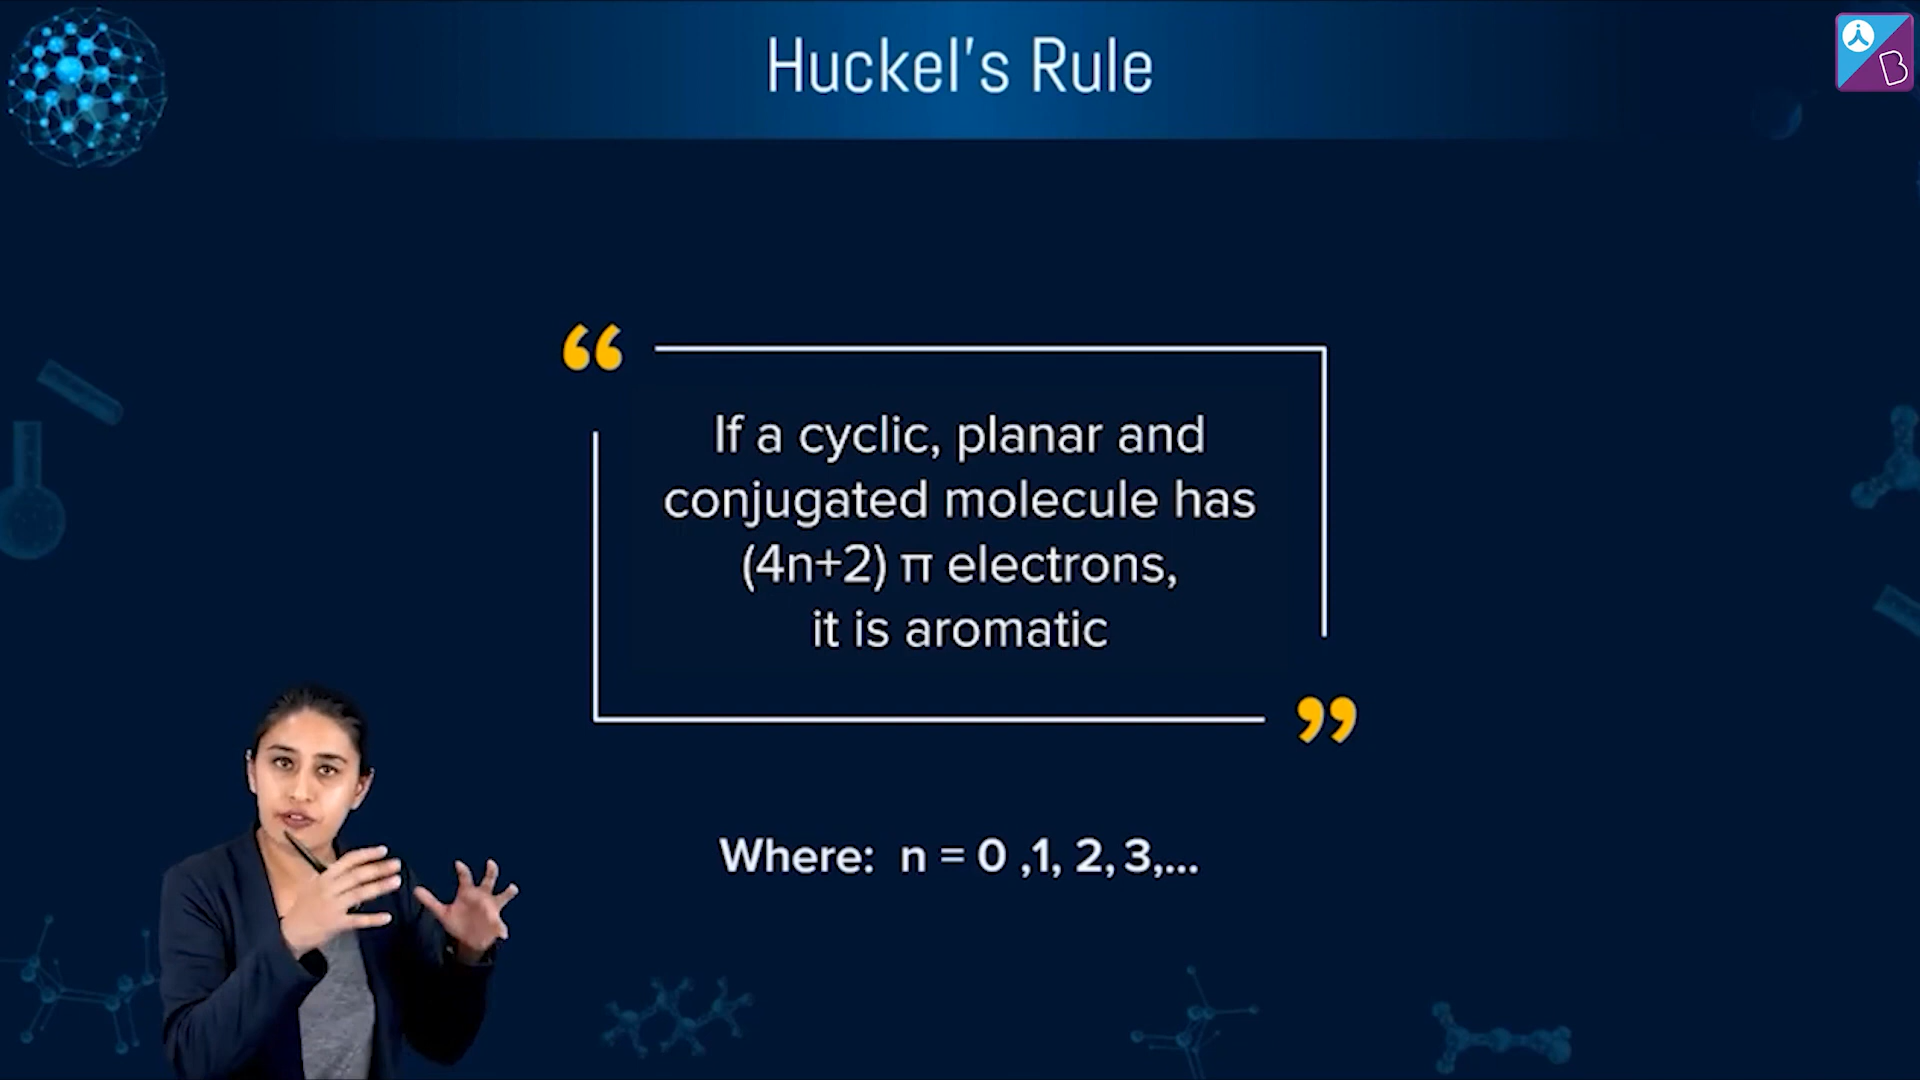 Huckel's Rule
“
If a cyclic, planar and
conjugated molecule has
(4n+2) π electrons,
it is aromatic
”
Where: n = 0 ,1, 2, 3,...
B